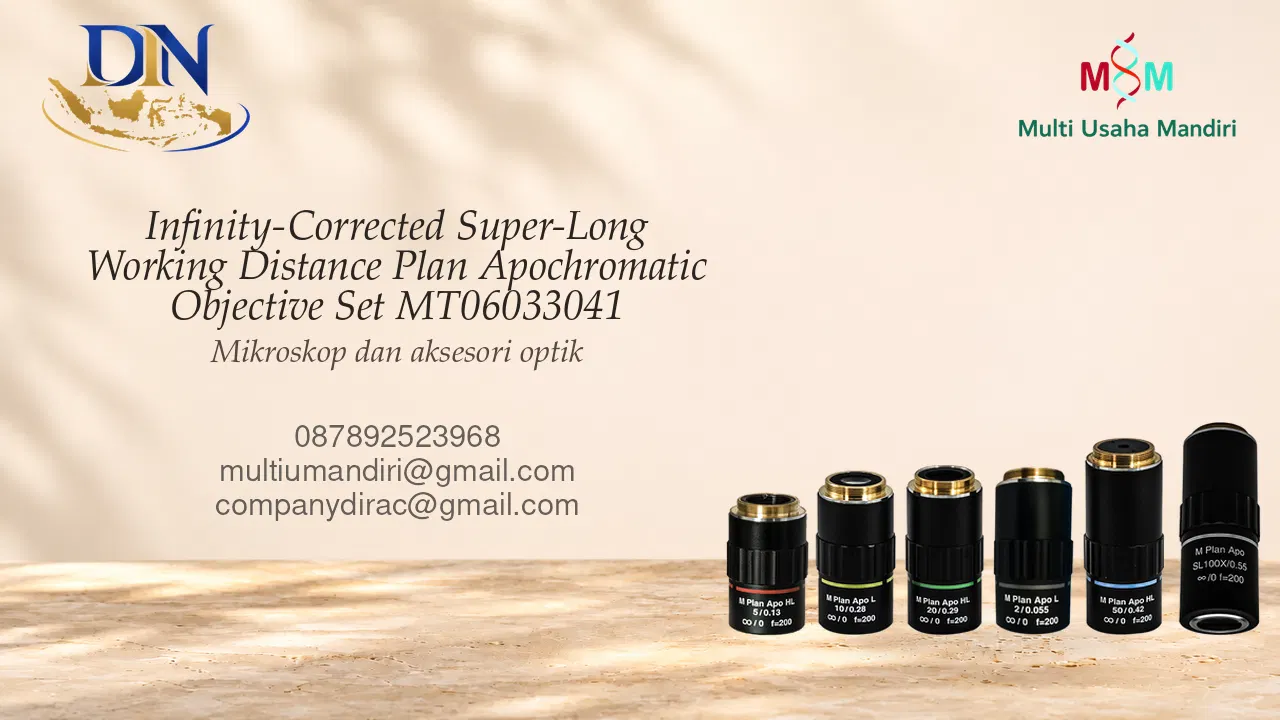 DIN
M M
Multi Usaha Mandiri
Infinity-Corrected Super-Long
Working Distance Plan Apochromatic
Objective Set MT06033041
Mikroskop dan aksesori optik
087892523968
multiumandiri@gmail.com
companydirac@gmail.com
M Plan Apo HL
5/0.13
∞/0 f=200
M Plan Apo L
10/0.28
∞/0 f=200
M Plan Apo HL
20/0.29
∞/0 f=200
M Plan Apo L
2/0.055
∞/0 f=200
M Plan Apo HL
50/0.42
∞/0 f=200
M Plan Apo
SL100X/0.55
∞/0 f=200